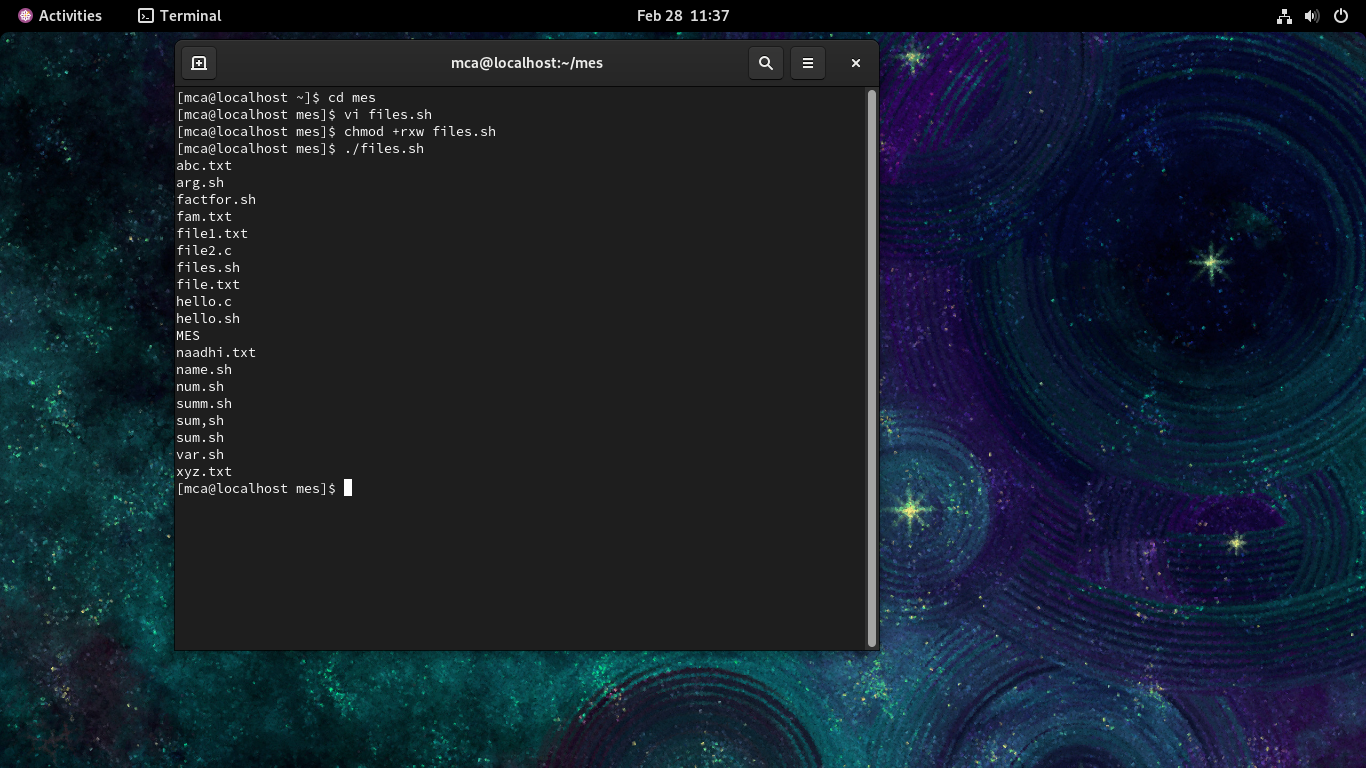 Activities Terminal Feb 28 11:37
mca@localhost:~/mes
[mca@localhost ~]$ cd mes
[mca@localhost mes]$ vi files.sh
[mca@localhost mes]$ chmod +rxw files.sh
[mca@localhost mes]$ ./files.sh
abc.txt
arg.sh
factfor.sh
fam.txt
file1.txt
file2.c
files.sh
file.txt
hello.c
hello.sh
MES
naadhi.txt
name.sh
num.sh
summ.sh
sum,sh
sum.sh
var.sh
xyz.txt
[mca@localhost mes]$